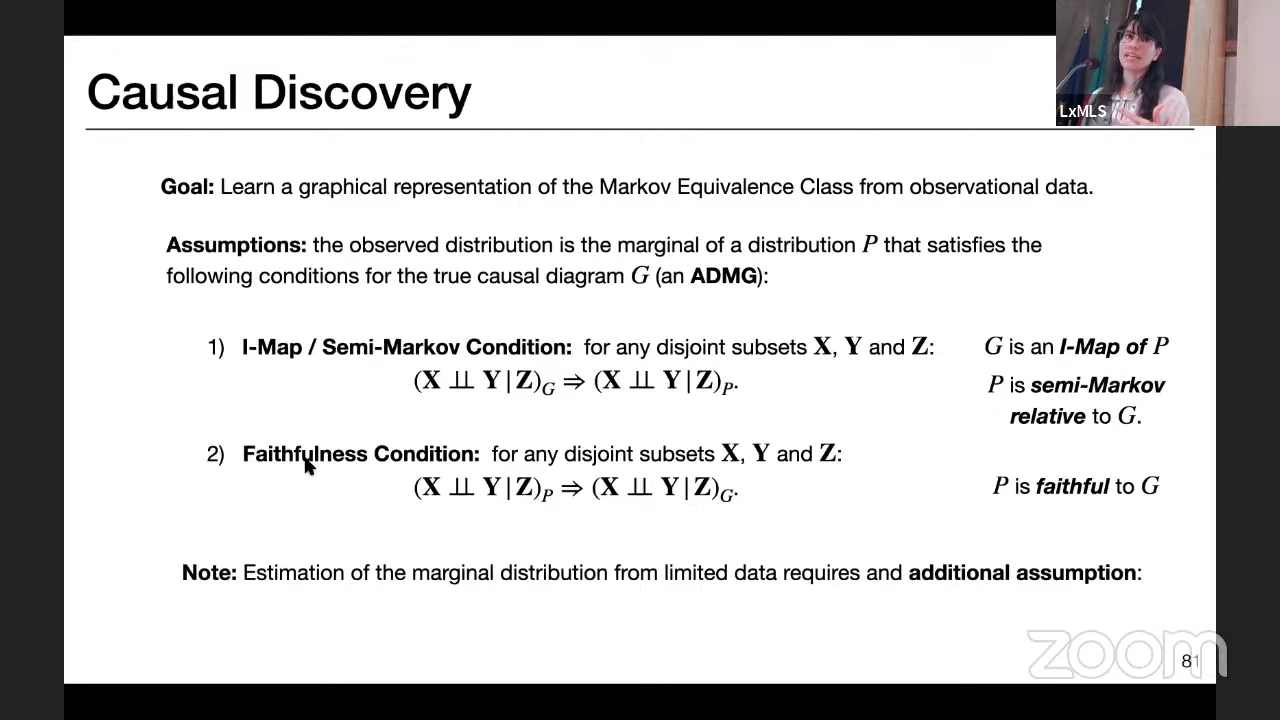 Causal Discovery
LxMLS
Goal: Learn a graphical representation of the Markov Equivalence Class from observational data.
Assumptions: the observed distribution is the marginal of a distribution P that satisfies the
following conditions for the true causal diagram G (an ADMG):
1) I-Map / Semi-Markov Condition: for any disjoint subsets X, Y and Z:
(X ⫫ Y | Z)_G ⇒ (X ⫫ Y | Z)_P.
G is an I-Map of P
P is semi-Markov
relative to G.
2) Faithfulness Condition: for any disjoint subsets X, Y and Z:
(X ⫫ Y | Z)_P ⇒ (X ⫫ Y | Z)_G.
P is faithful to G
Note: Estimation of the marginal distribution from limited data requires and additional assumption:
zoom
81